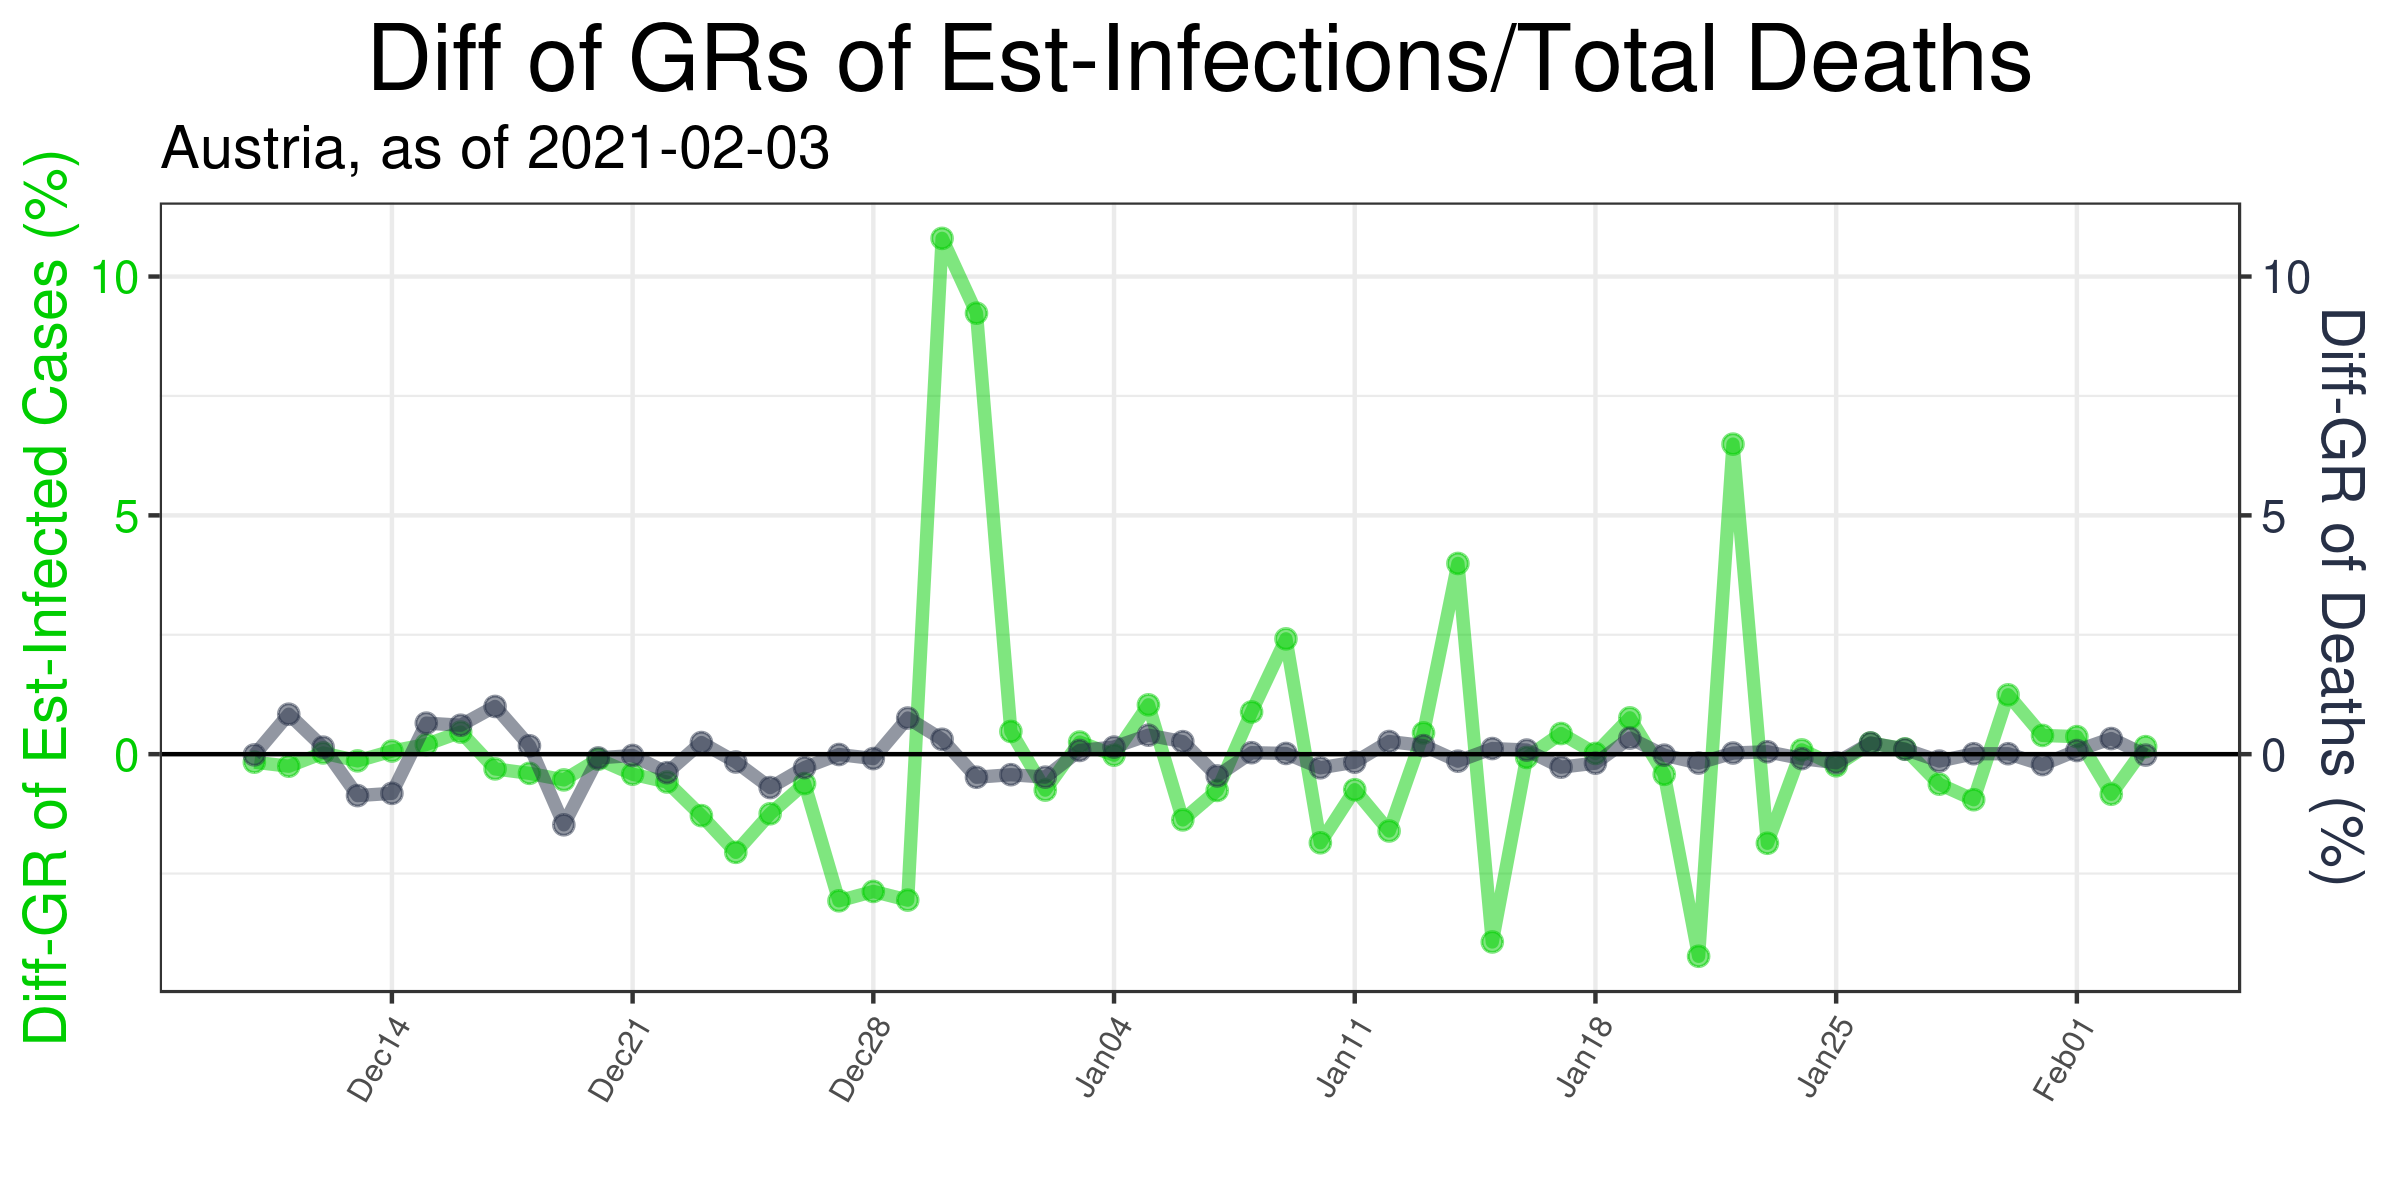 Diff of GRs of Est-Infections/Total Deaths
Austria, as of 2021-02-03
Diff-GR of Est-Infected Cases (%)
10
5
0
10
5
0
Diff-GR of Deaths (%)
Dec14
Dec21
Dec28
Jan04
Jan11
Jan18
Jan25
Feb01